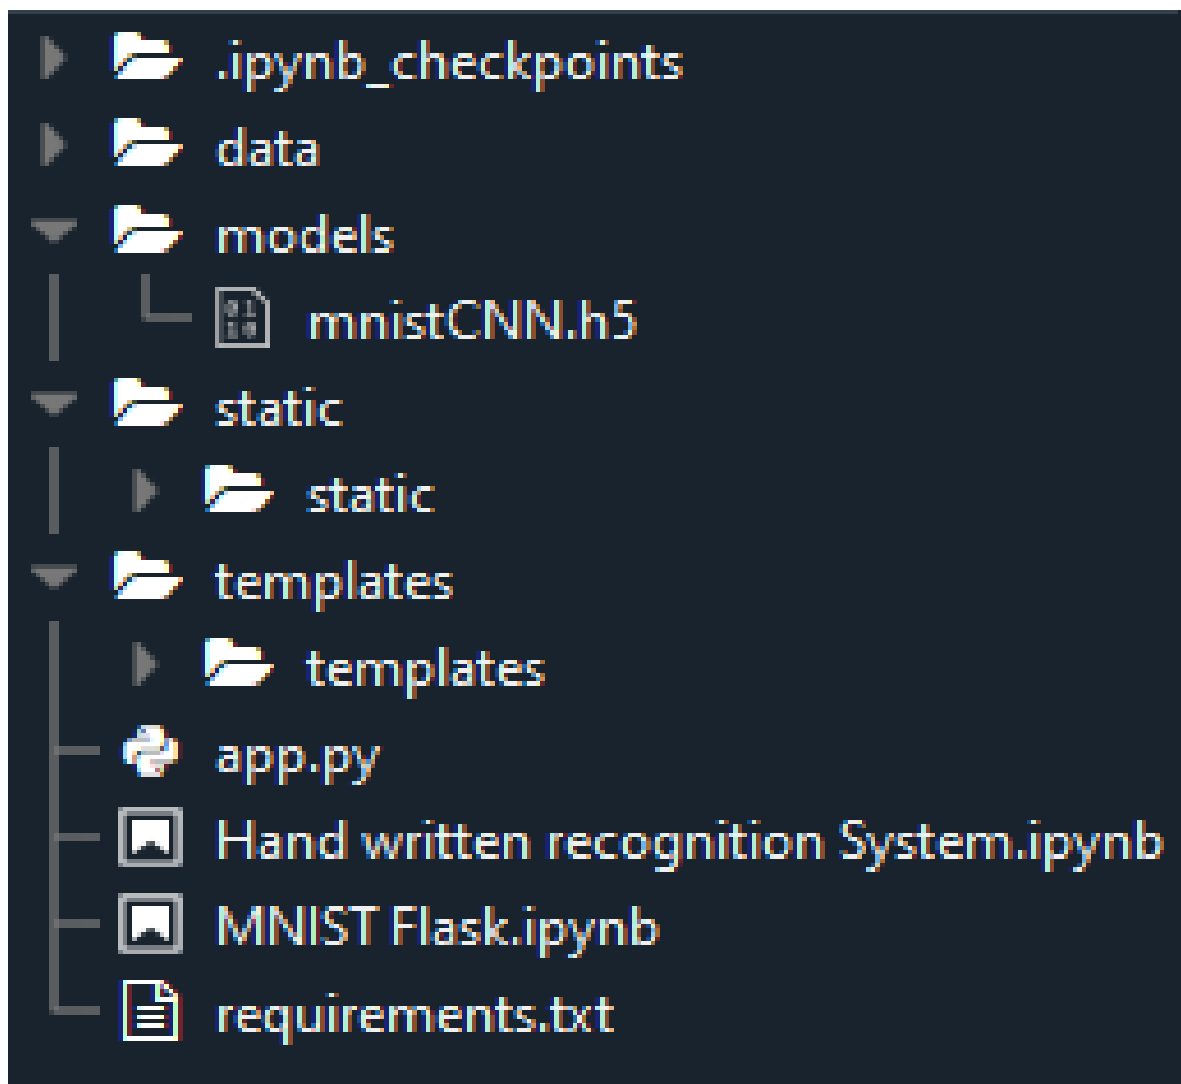 .ipynb_checkpoints
data
models
mnistCNN.h5
static
static
templates
templates
app.py
Hand written recognition System.ipynb
MNIST Flask.ipynb
requirements.txt